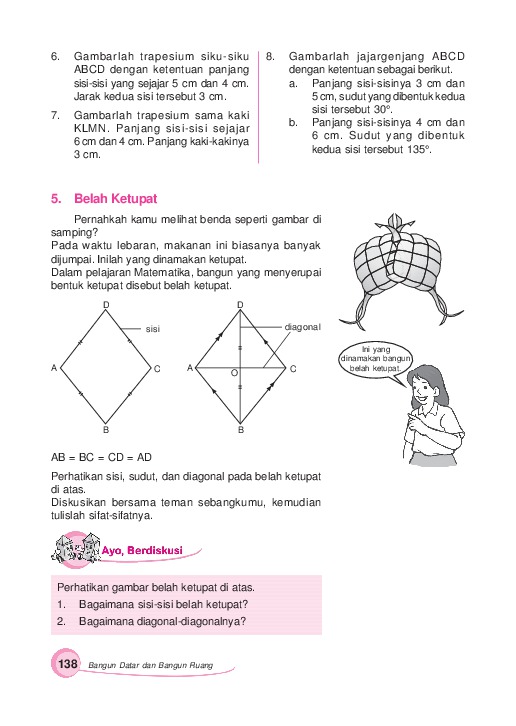 6. Gambarlah trapesium siku-siku
ABCD dengan ketentuan panjang
sisi-sisi yang sejajar 5 cm dan 4 cm.
Jarak kedua sisi tersebut 3 cm.
7. Gambarlah trapesium sama kaki
KLMN. Panjang sisi-sisi sejajar
6 cm dan 4 cm. Panjang kaki-kakinya
3 cm.
8. Gambarlah jajargenjang ABCD
dengan ketentuan sebagai berikut.
a. Panjang sisi-sisinya 3 cm dan
5 cm, sudut yang dibentuk kedua
sisi tersebut 30°.
b. Panjang sisi-sisinya 4 cm dan
6 cm. Sudut yang dibentuk
kedua sisi tersebut 135°.
5. Belah Ketupat
Pernahkah kamu melihat benda seperti gambar di
samping?
Pada waktu lebaran, makanan ini biasanya banyak
dijumpai. Inilah yang dinamakan ketupat.
Dalam pelajaran Matematika, bangun yang menyerupai
bentuk ketupat disebut belah ketupat.
D
sisi
A
C
B
D
diagonal
A
O
C
B
Ini yang
dinamakan bangun
belah ketupat.
AB = BC = CD = AD
Perhatikan sisi, sudut, dan diagonal pada belah ketupat
di atas.
Diskusikan bersama teman sebangkumu, kemudian
tulislah sifat-sifatnya.
Ayo, Berdiskusi
Perhatikan gambar belah ketupat di atas.
1. Bagaimana sisi-sisi belah ketupat?
2. Bagaimana diagonal-diagonalnya?
138 Bangun Datar dan Bangun Ruang